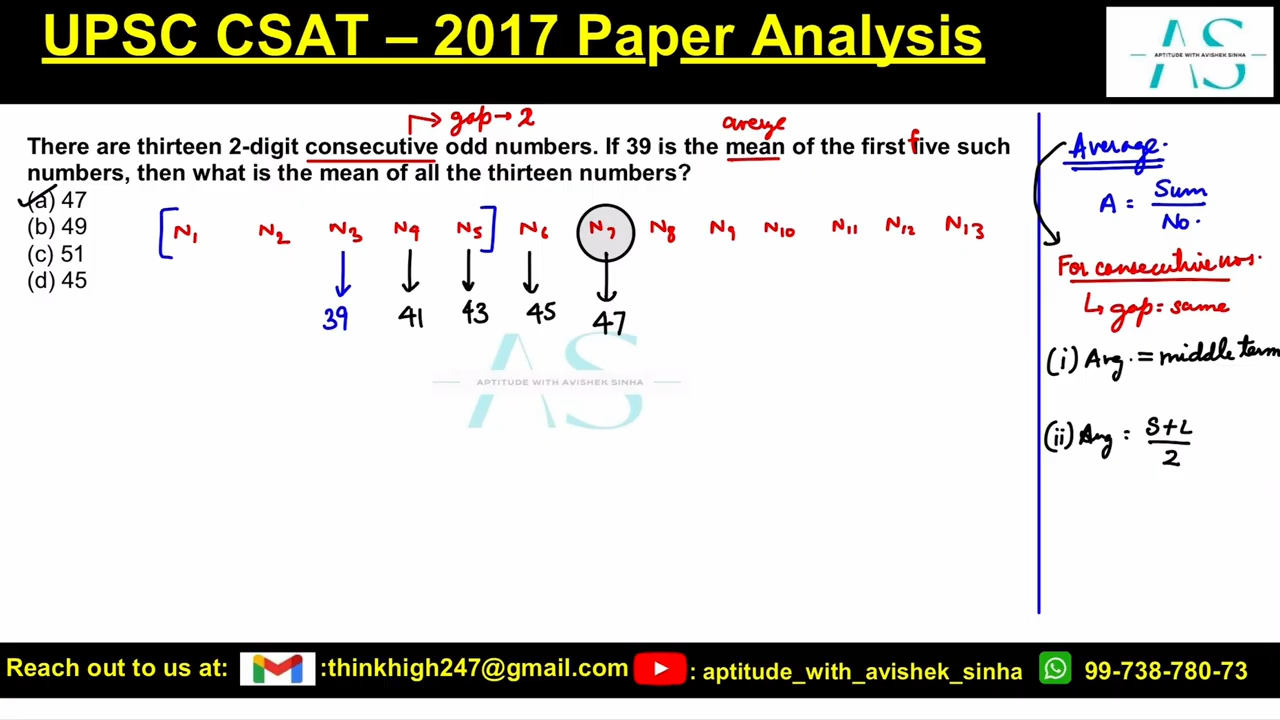 UPSC CSAT – 2017 Paper Analysis
AS
APTITUDE WITH AVISHEK SINHA
gap → 2
average
There are thirteen 2-digit consecutive odd numbers. If 39 is the mean of the first five such
numbers, then what is the mean of all the thirteen numbers?
(a) 47
(b) 49
(c) 51
(d) 45
[N1 N2 N3 N4 N5] N6 N7 N8 N9 N10 N11 N12 N13
39 41 43 45 47
AS
APTITUDE WITH AVISHEK SINHA
Average.
A = Sum
No.
For consecutive nos.
↳ gap = same
(i) Avg. = middle term
(ii) Avg = S+L
2
Reach out to us at: :thinkhigh247@gmail.com : aptitude_with_avishek_sinha 99-738-780-73